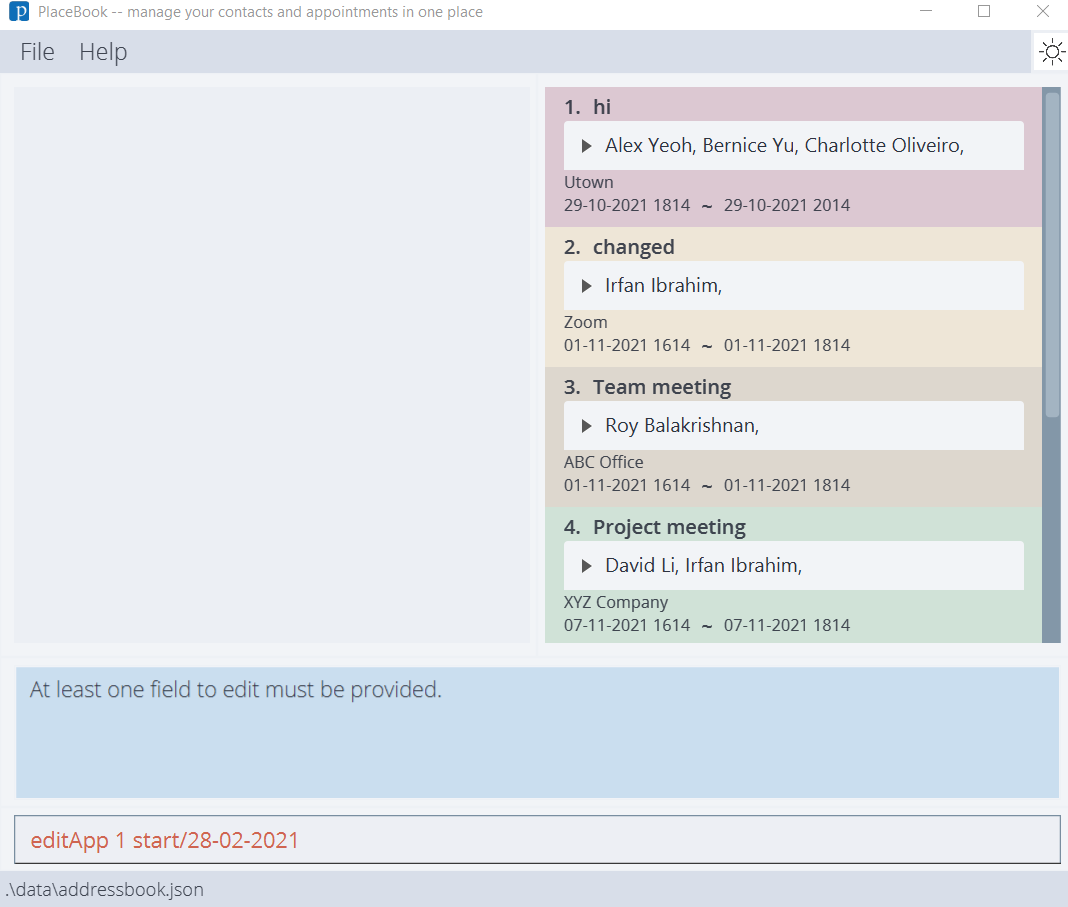 PlaceBook -- manage your contacts and appointments in one place
File Help
1. hi
Alex Yeoh, Bernice Yu, Charlotte Oliveiro,
Utown
29-10-2021 1814 ~ 29-10-2021 2014
2. changed
Irfan Ibrahim,
Zoom
01-11-2021 1614 ~ 01-11-2021 1814
3. Team meeting
Roy Balakrishnan,
ABC Office
01-11-2021 1614 ~ 01-11-2021 1814
4. Project meeting
David Li, Irfan Ibrahim,
XYZ Company
07-11-2021 1614 ~ 07-11-2021 1814
At least one field to edit must be provided.
editApp 1 start/28-02-2021
.\data\addressbook.json